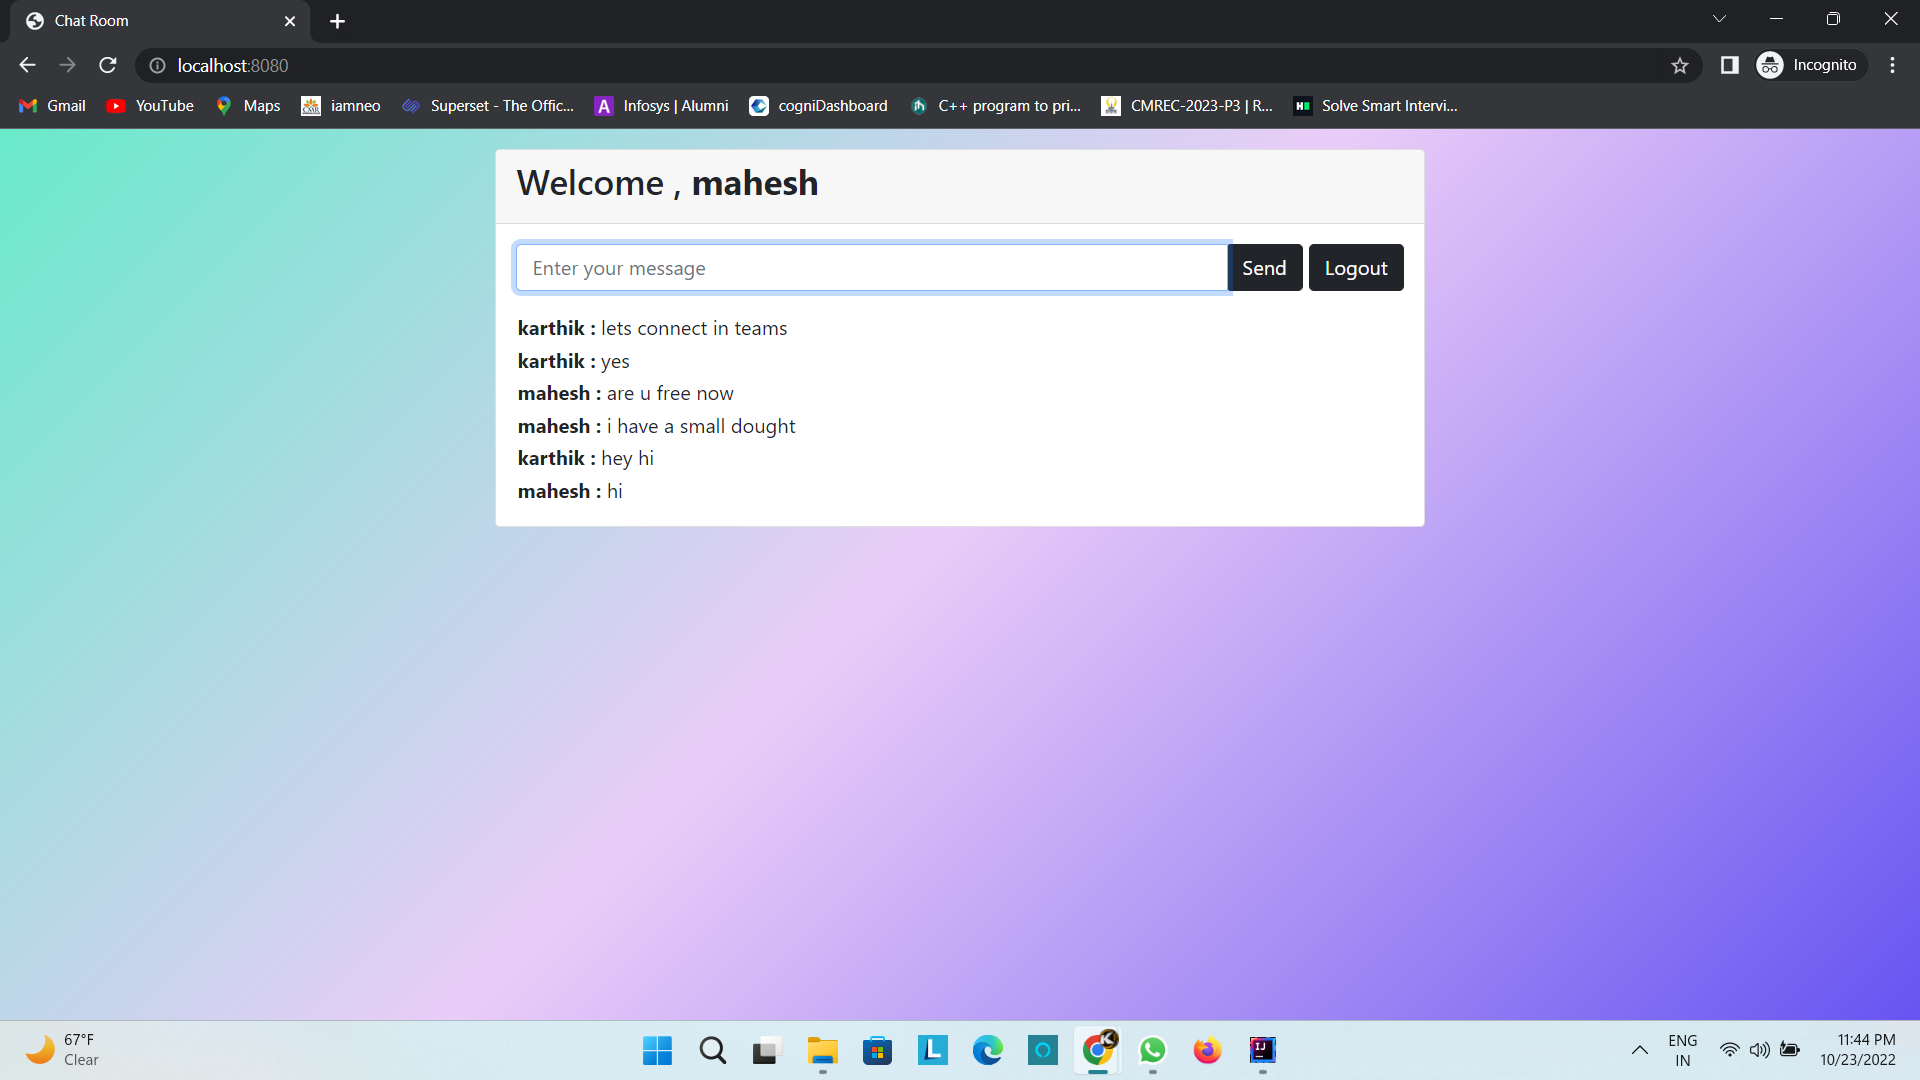 Chat Room
localhost:8080
Incognito
Gmail YouTube Maps iamneo Superset - The Offic... Infosys | Alumni cogniDashboard C++ program to pri... CMREC-2023-P3 | R... Solve Smart Intervi...
Welcome , mahesh
Enter your message Send Logout
karthik : lets connect in teams
karthik : yes
mahesh : are u free now
mahesh : i have a small dought
karthik : hey hi
mahesh : hi
67°F
Clear
ENG
IN
11:44 PM
10/23/2022